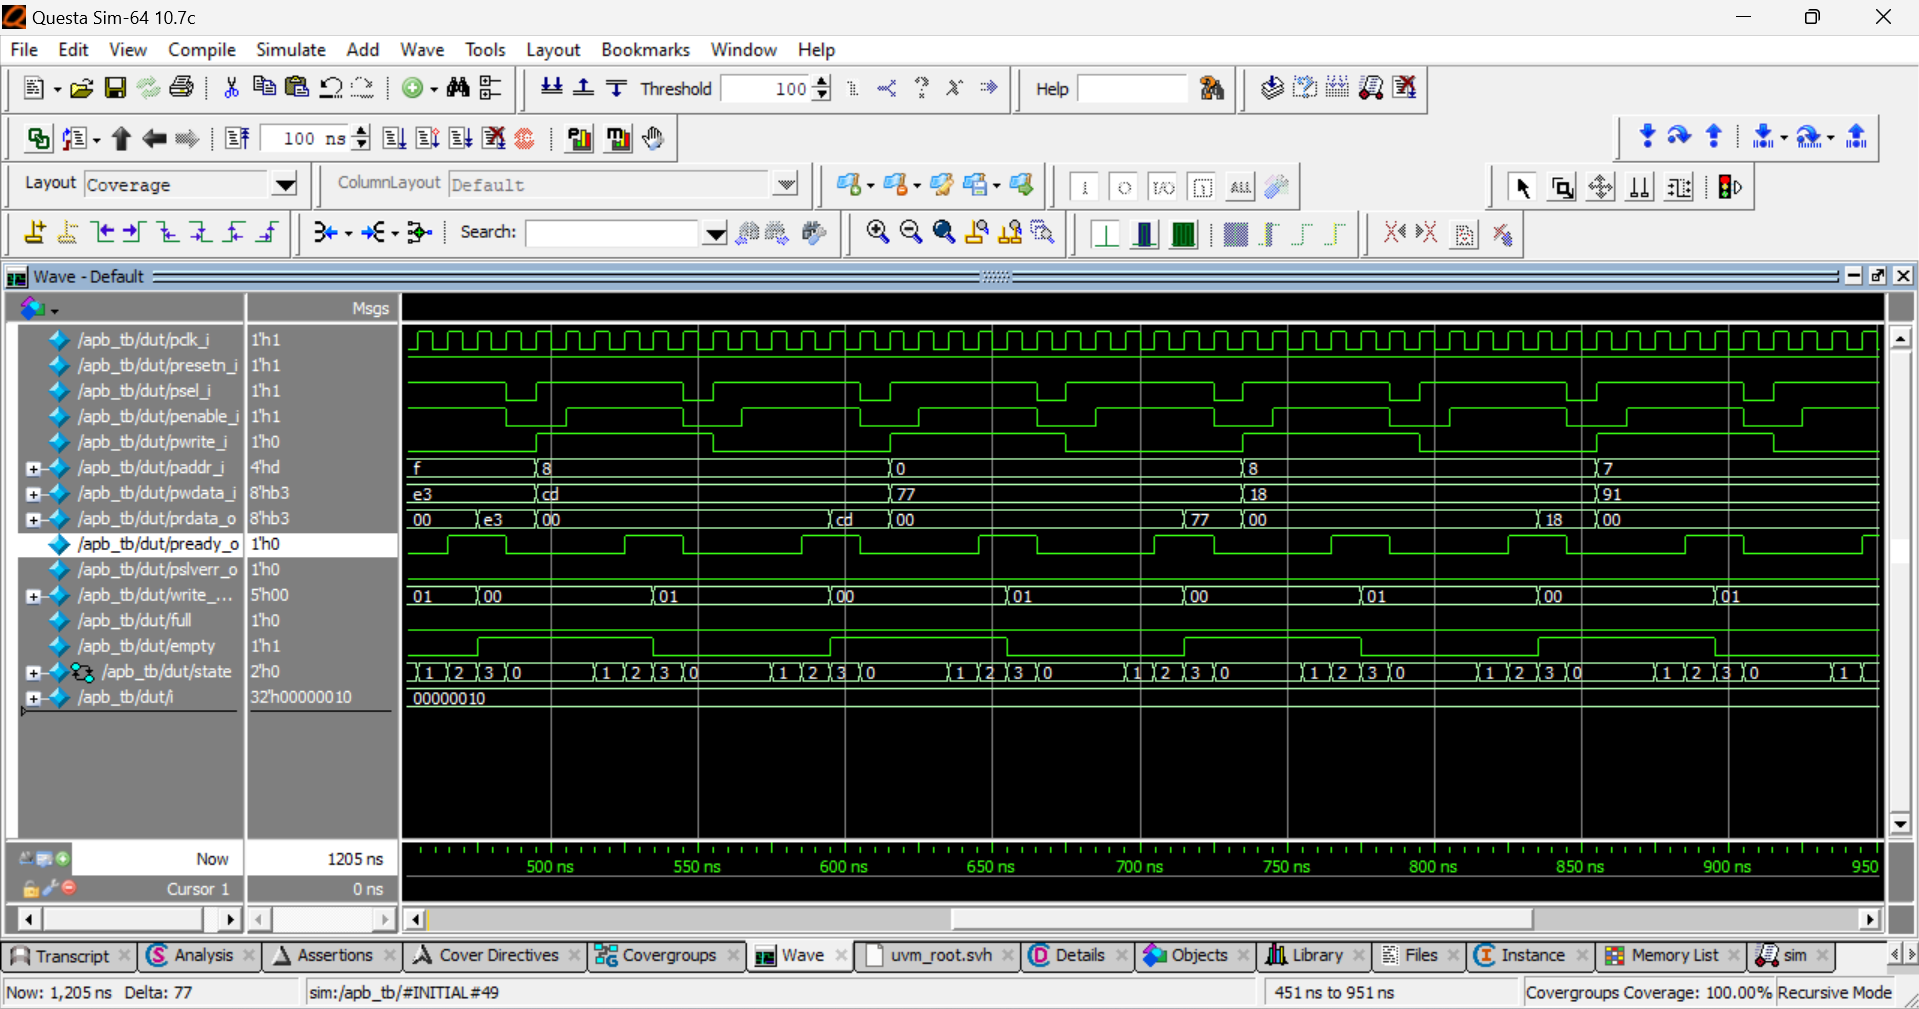 Questa Sim-64 10.7c
File Edit View Compile Simulate Add Wave Tools Layout Bookmarks Window Help
Threshold 100 Help
100 ns
Layout Coverage ColumnLayout Default I O I/O ALL
Search:
Wave - Default
Msgs
/apb_tb/dut/pclk_i 1'h1
/apb_tb/dut/presetn_i 1'h1
/apb_tb/dut/psel_i 1'h1
/apb_tb/dut/penable_i 1'h1
/apb_tb/dut/pwrite_i 1'h0
/apb_tb/dut/paddr_i 4'hd f 8 0 8 7
/apb_tb/dut/pwdata_i 8'hb3 e3 cd 77 18 91
/apb_tb/dut/prdata_o 8'hb3 00 e3 00 cd 00 77 00 18 00
/apb_tb/dut/pready_o 1'h0
/apb_tb/dut/pslverr_o 1'h0
/apb_tb/dut/write_... 5'h00 01 00 01 00 01 00 01 00 01
/apb_tb/dut/full 1'h0
/apb_tb/dut/empty 1'h1
/apb_tb/dut/state 2'h0 1 2 3 0 1 2 3 0 1 2 3 0 1 2 3 0 1 2 3 0 1 2 3 0 1 2 3 0 1 2 3 0 1
/apb_tb/dut/i 32'h00000010 00000010
Now 1205 ns 500 ns 550 ns 600 ns 650 ns 700 ns 750 ns 800 ns 850 ns 900 ns 950
Cursor 1 0 ns
Transcript Analysis Assertions Cover Directives Covergroups Wave uvm_root.svh Details Objects Library Files Instance Memory List sim
Now: 1,205 ns Delta: 77 sim:/apb_tb/#INITIAL#49 451 ns to 951 ns Covergroups Coverage: 100.00% Recursive Mode